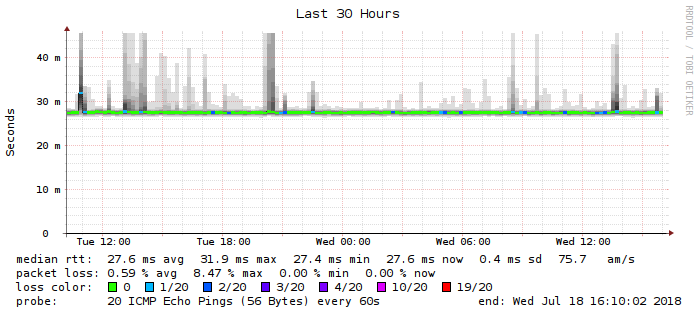 Last 30 Hours
RRDTOOL / TOBI OETIKER
Seconds
40 m
30 m
20 m
10 m
0
Tue 12:00 Tue 18:00 Wed 00:00 Wed 06:00 Wed 12:00
median rtt: 27.6 ms avg 31.9 ms max 27.4 ms min 27.6 ms now 0.4 ms sd 75.7 am/s
packet loss: 0.59 % avg 8.47 % max 0.00 % min 0.00 % now
loss color: 0 1/20 2/20 3/20 4/20 10/20 19/20
probe: 20 ICMP Echo Pings (56 Bytes) every 60s end: Wed Jul 18 16:10:02 2018